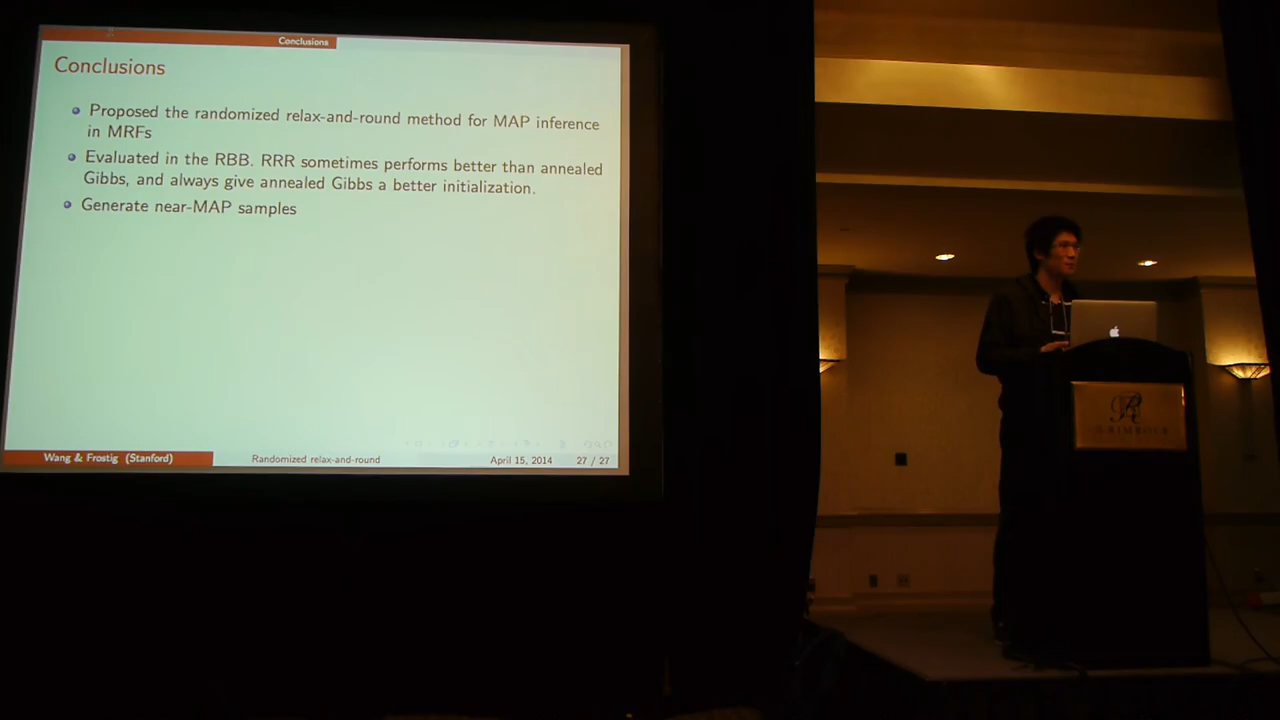 Conclusions
Conclusions
Proposed the randomized relax-and-round method for MAP inference
in MRFs
Evaluated in the RBB. RRR sometimes performs better than annealed
Gibbs, and always give annealed Gibbs a better initialization.
Generate near-MAP samples
Wang & Frostig (Stanford) Randomized relax-and-round April 15, 2014 27 / 27